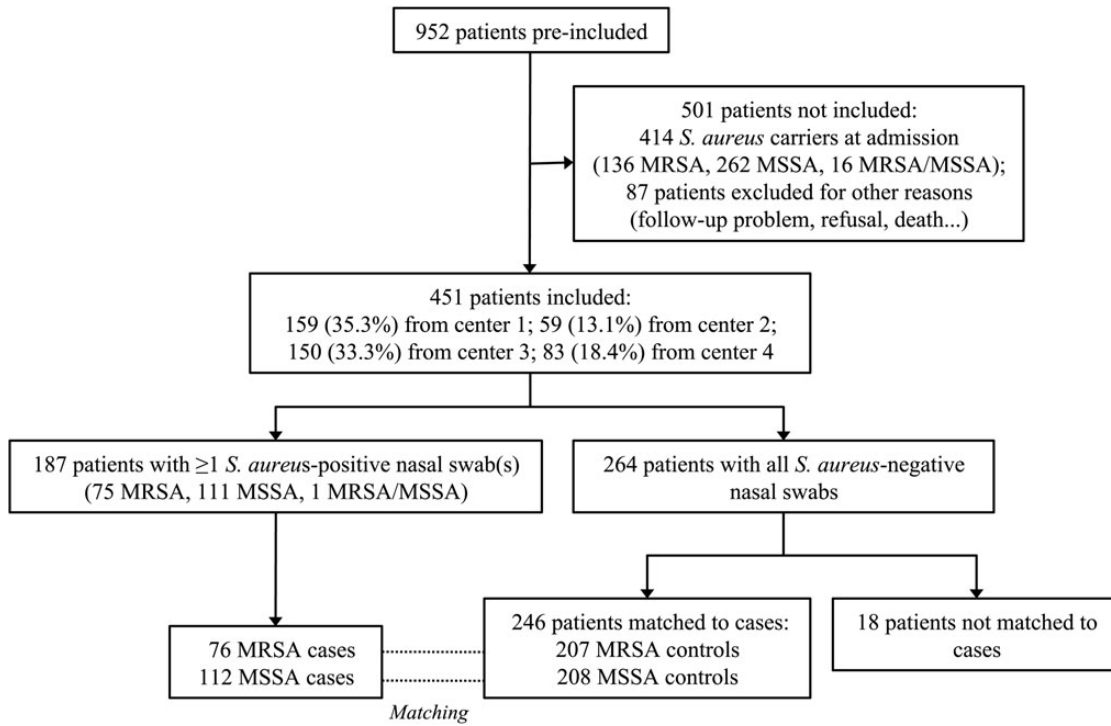 952 patients pre-included
501 patients not included:
414 S. aureus carriers at admission
(136 MRSA, 262 MSSA, 16 MRSA/MSSA);
87 patients excluded for other reasons
(follow-up problem, refusal, death...)
451 patients included:
159 (35.3%) from center 1; 59 (13.1%) from center 2;
150 (33.3%) from center 3; 83 (18.4%) from center 4
187 patients with ≥1 S. aureus-positive nasal swab(s)
(75 MRSA, 111 MSSA, 1 MRSA/MSSA)
264 patients with all S. aureus-negative
nasal swabs
76 MRSA cases
112 MSSA cases
Matching
246 patients matched to cases:
207 MRSA controls
208 MSSA controls
18 patients not matched to
cases